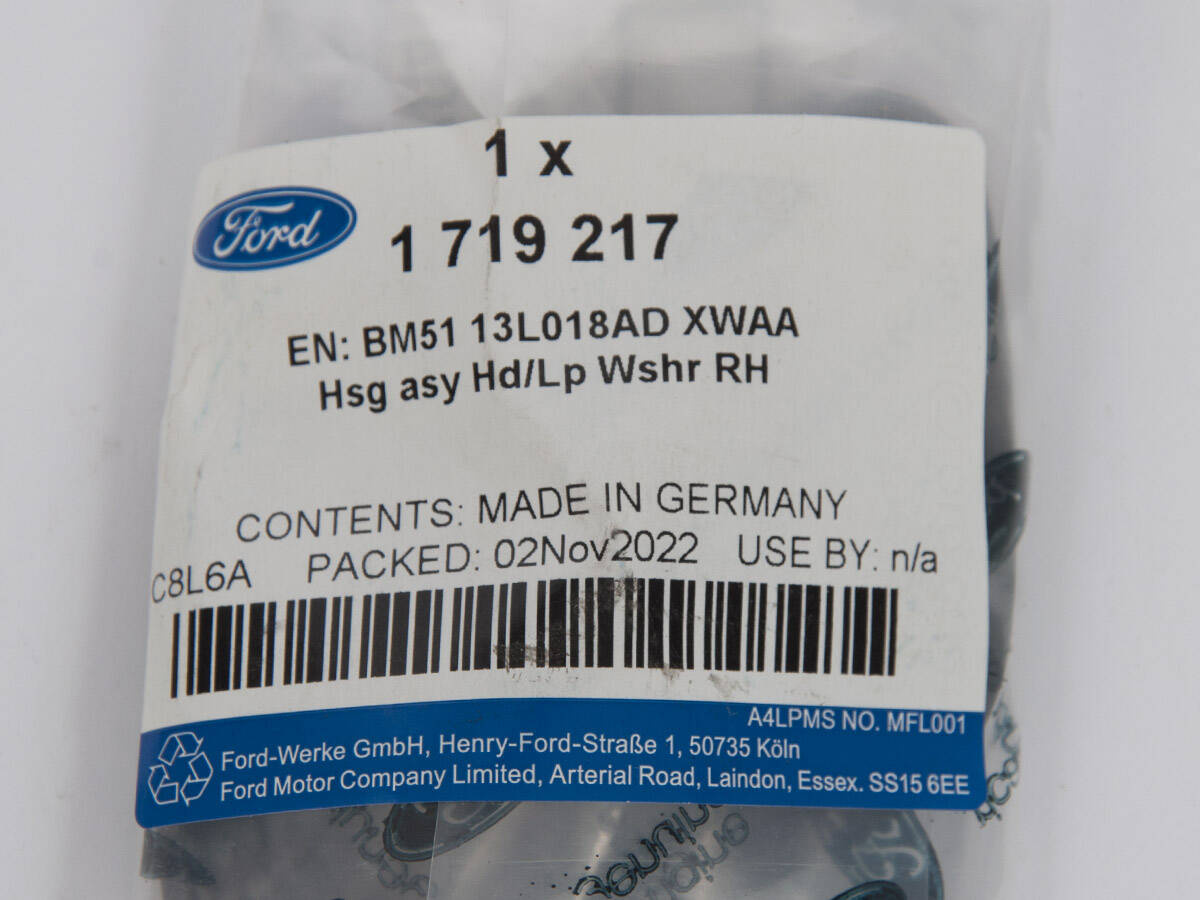 1 x
Ford
1 719 217
EN: BM51 13L018AD XWAA
Hsg asy Hd/Lp Wshr RH
CONTENTS: MADE IN GERMANY
C8L6A PACKED: 02Nov2022 USE BY: n/a
A4LPMS NO. MFL001
Ford-Werke GmbH, Henry-Ford-Straße 1, 50735 Köln
Ford Motor Company Limited, Arterial Road, Laindon, Essex. SS15 6EE